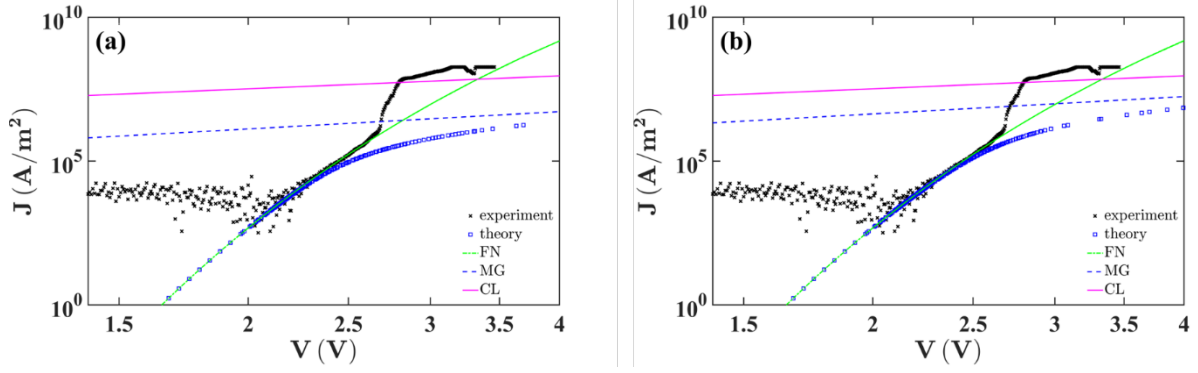 (a)
10^10
10^5
10^0
J (A/m^2)
1.5 2 2.5 3 3.5 4
V (V)
experiment
theory
FN
MG
CL
(b)
10^10
10^5
10^0
J (A/m^2)
1.5 2 2.5 3 3.5 4
V (V)
experiment
theory
FN
MG
CL